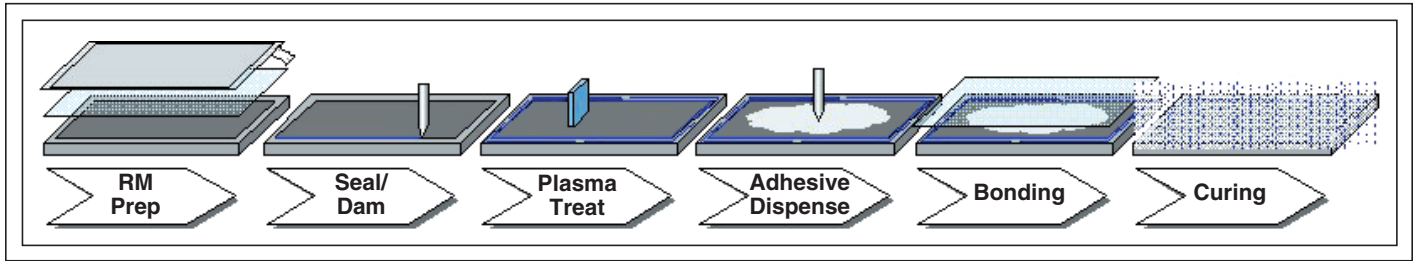 RM
Prep
Seal/
Dam
Plasma
Treat
Adhesive
Dispense
Bonding
Curing